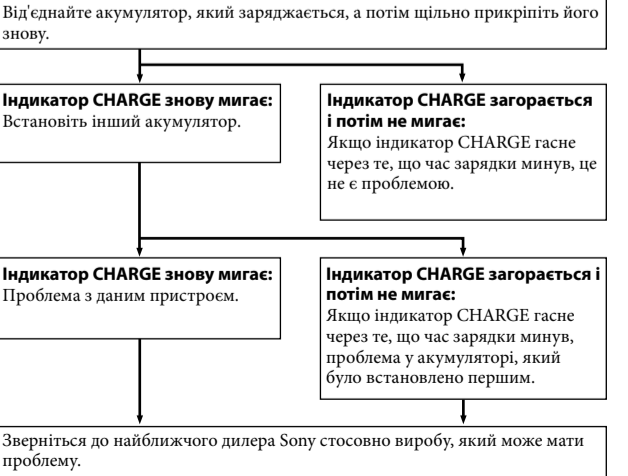 Від'єднайте акумулятор, який заряджається, а потім щільно прикріпіть його
знову.
Індикатор CHARGE знову мигає:
Встановіть інший акумулятор.
Індикатор CHARGE загорається
і потім не мигає:
Якщо індикатор CHARGE гасне
через те, що час зарядки минув, це
не є проблемою.
Індикатор CHARGE знову мигає:
Проблема з даним пристроєм.
Індикатор CHARGE загорається і
потім не мигає:
Якщо індикатор CHARGE гасне
через те, що час зарядки минув,
проблема у акумуляторі, який
було встановлено першим.
Зверніться до найближчого дилера Sony стосовно виробу, який може мати
проблему.